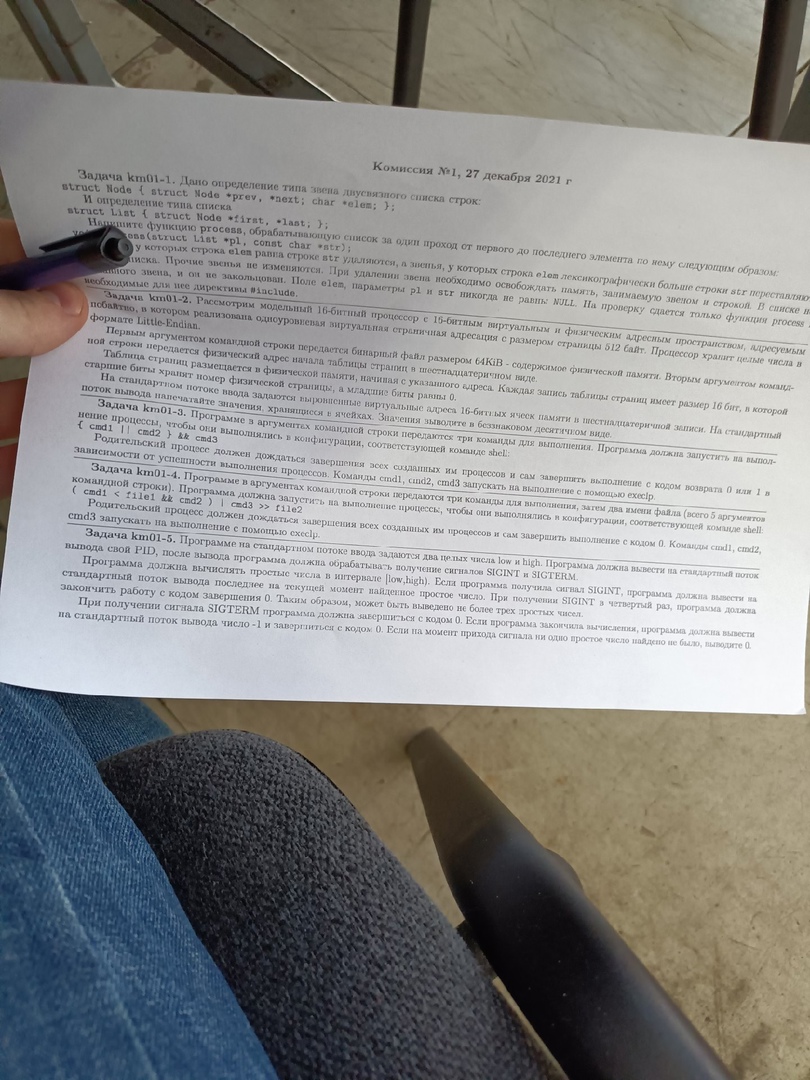 Комиссия №1, 27 декабря 2021 г
Задача km01-1. Дано определение типа звена двусвязного списка строк:
struct Node { struct Node *prev, *next; char *elem; };
И определение типа списка
struct List { struct Node *first, *last; };
Напишите функцию process, обрабатывающую список за один проход от первого до последнего элемента по нему следующим образом:
(struct List *pl, const char *str);
у которых строка elem равна строке str удаляются, а звенья, у которых строка elem лексикографически больше строки str
списка. Прочие звенья не изменяются. При удалении звена необходимо освобождать память, занимаемую звеном и строкой. В списке
звена, и он не закольцован. Поле elem, параметры pl и str никогда не равны NULL. На проверку сдается только функция process
необходимые для нее директивы #include.
Задача km01-2. Рассмотрим модельный 16-битный процессор с 16-битным виртуальным и физическим адресным пространством, адресуемым
побайтно, в котором реализована одноуровневая виртуальная страничная адресация с размером страницы 512 байт. Процессор хранит целые числа в
формате Little-Endian.
Первым аргументом командной строки передается бинарный файл размером 64KiB - содержимое физической памяти. Вторым аргументом команд-
ной строки передается физический адрес начала таблицы страниц в шестнадцатеричном виде.
Таблица страниц размещается в физической памяти, начиная с указанного адреса. Каждая запись таблицы страниц имеет размер 16 бит, в которой
старшие биты хранят номер физической страницы, а младшие биты равны 0.
На стандартном потоке ввода задаются выровненные виртуальные адреса 16-битных ячеек памяти в шестнадцатеричной записи. На стандартный
поток вывода напечатайте значения, хранящиеся в ячейках. Значения выводите в беззнаковом десятичном виде.
Задача km01-3. Программе в аргументах командной строки передаются три команды для выполнения. Программа должна запустить на выпол-
нение процессы, чтобы они выполнялись в конфигурации, соответствующей команде shell:
{ cmd1 || cmd2 } && cmd3
Родительский процесс должен дождаться завершения всех созданных им процессов и сам завершить выполнение с кодом возврата 0 или 1 в
зависимости от успешности выполнения процессов. Команды cmd1, cmd2, cmd3 запускать на выполнение с помощью execlp.
Задача km01-4. Программе в аргументах командной строки передаются три команды для выполнения, затем два имени файла (всего 5 аргументов
командной строки). Программа должна запустить на выполнение процессы, чтобы они выполнялись в конфигурации, соответствующей команде shell:
( cmd1 < file1 && cmd2 ) | cmd3 >> file2
Родительский процесс должен дождаться завершения всех созданных им процессов и сам завершить выполнение с кодом 0. Команды cmd1, cmd2,
cmd3 запускать на выполнение с помощью execlp.
Задача km01-5. Программе на стандартном потоке ввода задаются два целых числа low и high. Программа должна вывести на стандартный поток
вывода свой PID, после вывода программа должна обрабатывать получение сигналов SIGINT и SIGTERM.
Программа должна вычислять простые числа в интервале [low,high). Если программа получила сигнал SIGINT, программа должна вывести на
стандартный поток вывода последнее на текущий момент найденное простое число. При получении SIGINT в четвертый раз, программа должна
закончить работу с кодом завершения 0. Таким образом, может быть выведено не более трех простых чисел.
При получении сигнала SIGTERM программа должна завершиться с кодом 0. Если программа закончила вычисления, программа должна вывести
на стандартный поток вывода число -1 и завершиться с кодом 0. Если на момент прихода сигнала ни одно простое число найдено не было, выводите 0.